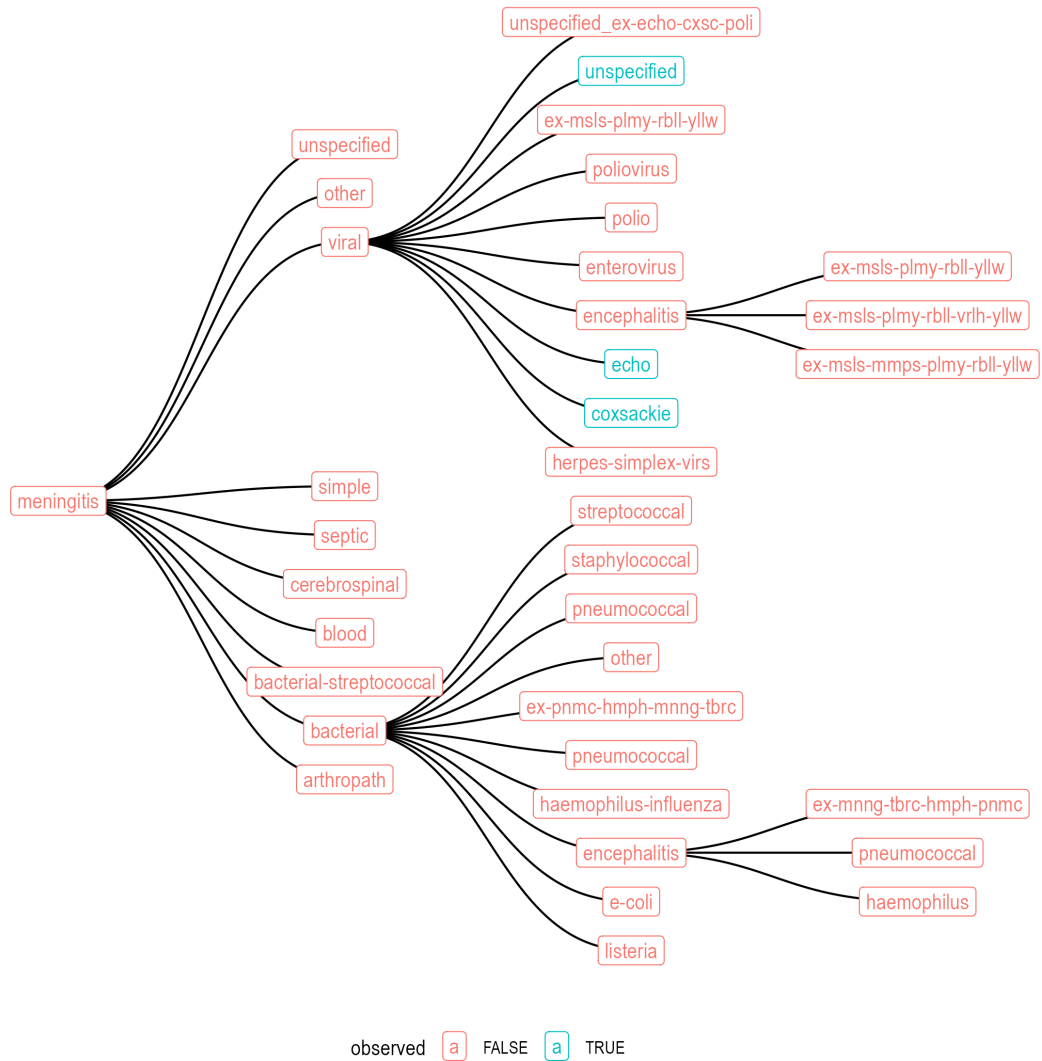 unspecified_ex-echo-cxsc-poli
unspecified
ex-msls-plmy-rbll-yllw
unspecified
poliovirus
other
polio
viral
enterovirus
ex-msls-plmy-rbll-yllw
encephalitis
ex-msls-plmy-rbll-vrlh-yllw
echo
ex-msls-mmps-plmy-rbll-yllw
coxsackie
herpes-simplex-virs
simple
meningitis
streptococcal
septic
staphylococcal
cerebrospinal
pneumococcal
blood
other
bacterial-streptococcal
ex-pnmc-hmph-mnng-tbrc
bacterial
pneumococcal
arthropath
haemophilus-influenza
ex-mnng-tbrc-hmph-pnmc
encephalitis
pneumococcal
e-coli
haemophilus
listeria
observed a FALSE a TRUE